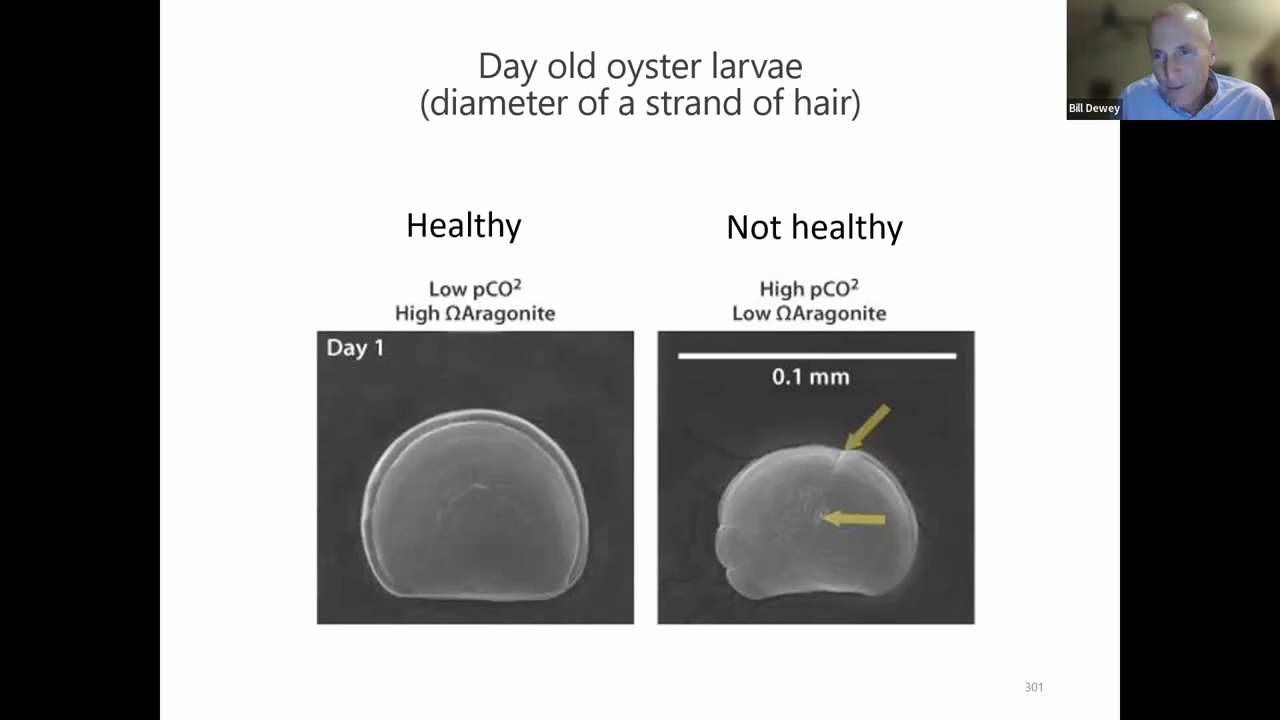 Day old oyster larvae
(diameter of a strand of hair)
Bill Dewey
Healthy
Not healthy
Low pCO²
High ΩAragonite
High pCO²
Low ΩAragonite
Day 1
0.1 mm
301